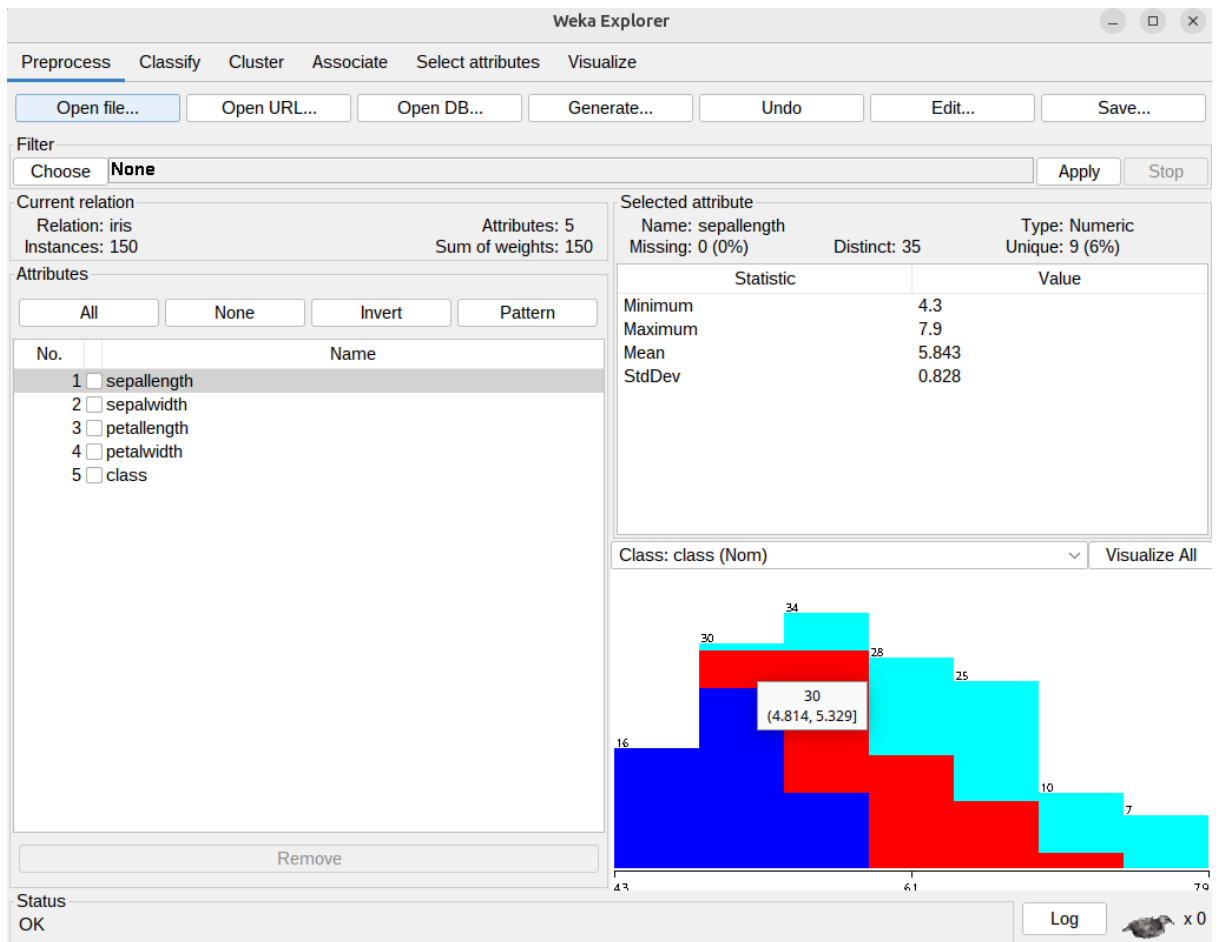 Weka Explorer
Preprocess Classify Cluster Associate Select attributes Visualize
Open file... Open URL... Open DB... Generate... Undo Edit... Save...
Filter
Choose None Apply Stop
Current relation
Relation: iris Attributes: 5
Instances: 150 Sum of weights: 150
Attributes
All None Invert Pattern
No. Name
1 sepallength
2 sepalwidth
3 petallength
4 petalwidth
5 class
Remove
Selected attribute
Name: sepallength Type: Numeric
Missing: 0 (0%) Distinct: 35 Unique: 9 (6%)
Statistic Value
Minimum 4.3
Maximum 7.9
Mean 5.843
StdDev 0.828
Class: class (Nom) Visualize All
34
30
28
25
30
(4.814, 5.329]
16
10
7
4.3 6.1 7.9
Status
OK
Log x 0